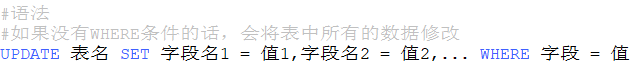 #语法
#如果没有WHERE条件的话，会将表中所有的数据修改
UPDATE 表名 SET 字段名1 = 值1,字段名2 = 值2,... WHERE 字段 = 值